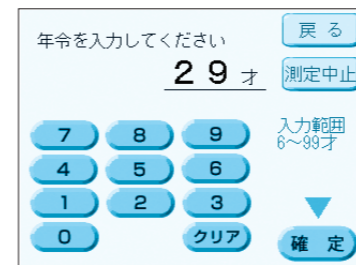 年令を入力してください
戻る
29才
測定中止
入力範囲
6～99才
7 8 9
4 5 6
1 2 3
0 クリア
確定